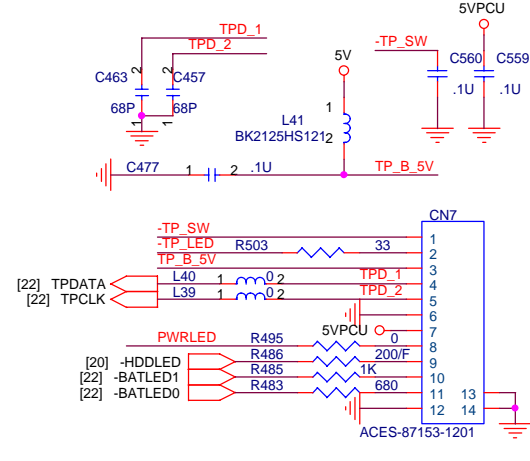 5VPCU
TPD_1
TPD_2
5V
-TP_SW
C463
2
2
C457
C560
C559
68P
68P
.1U
.1U
1
1
L41
1
BK2125HS121
2
C477
1
2
.1U
TP_B_5V
CN7
-TP_SW
1
-TP_LED
R503
33
2
TP_B_5V
3
[22] TPDATA
L40
1
0
2
TPD_1
4
[22] TPCLK
L39
1
0
2
TPD_2
5
6
5VPCU
7
PWRLED
R495
0
8
[20] -HDDLED
R486
200/F
9
[22] -BATLED1
R485
1K
10
[22] -BATLED0
R483
680
11
13
12
14
ACES-87153-1201